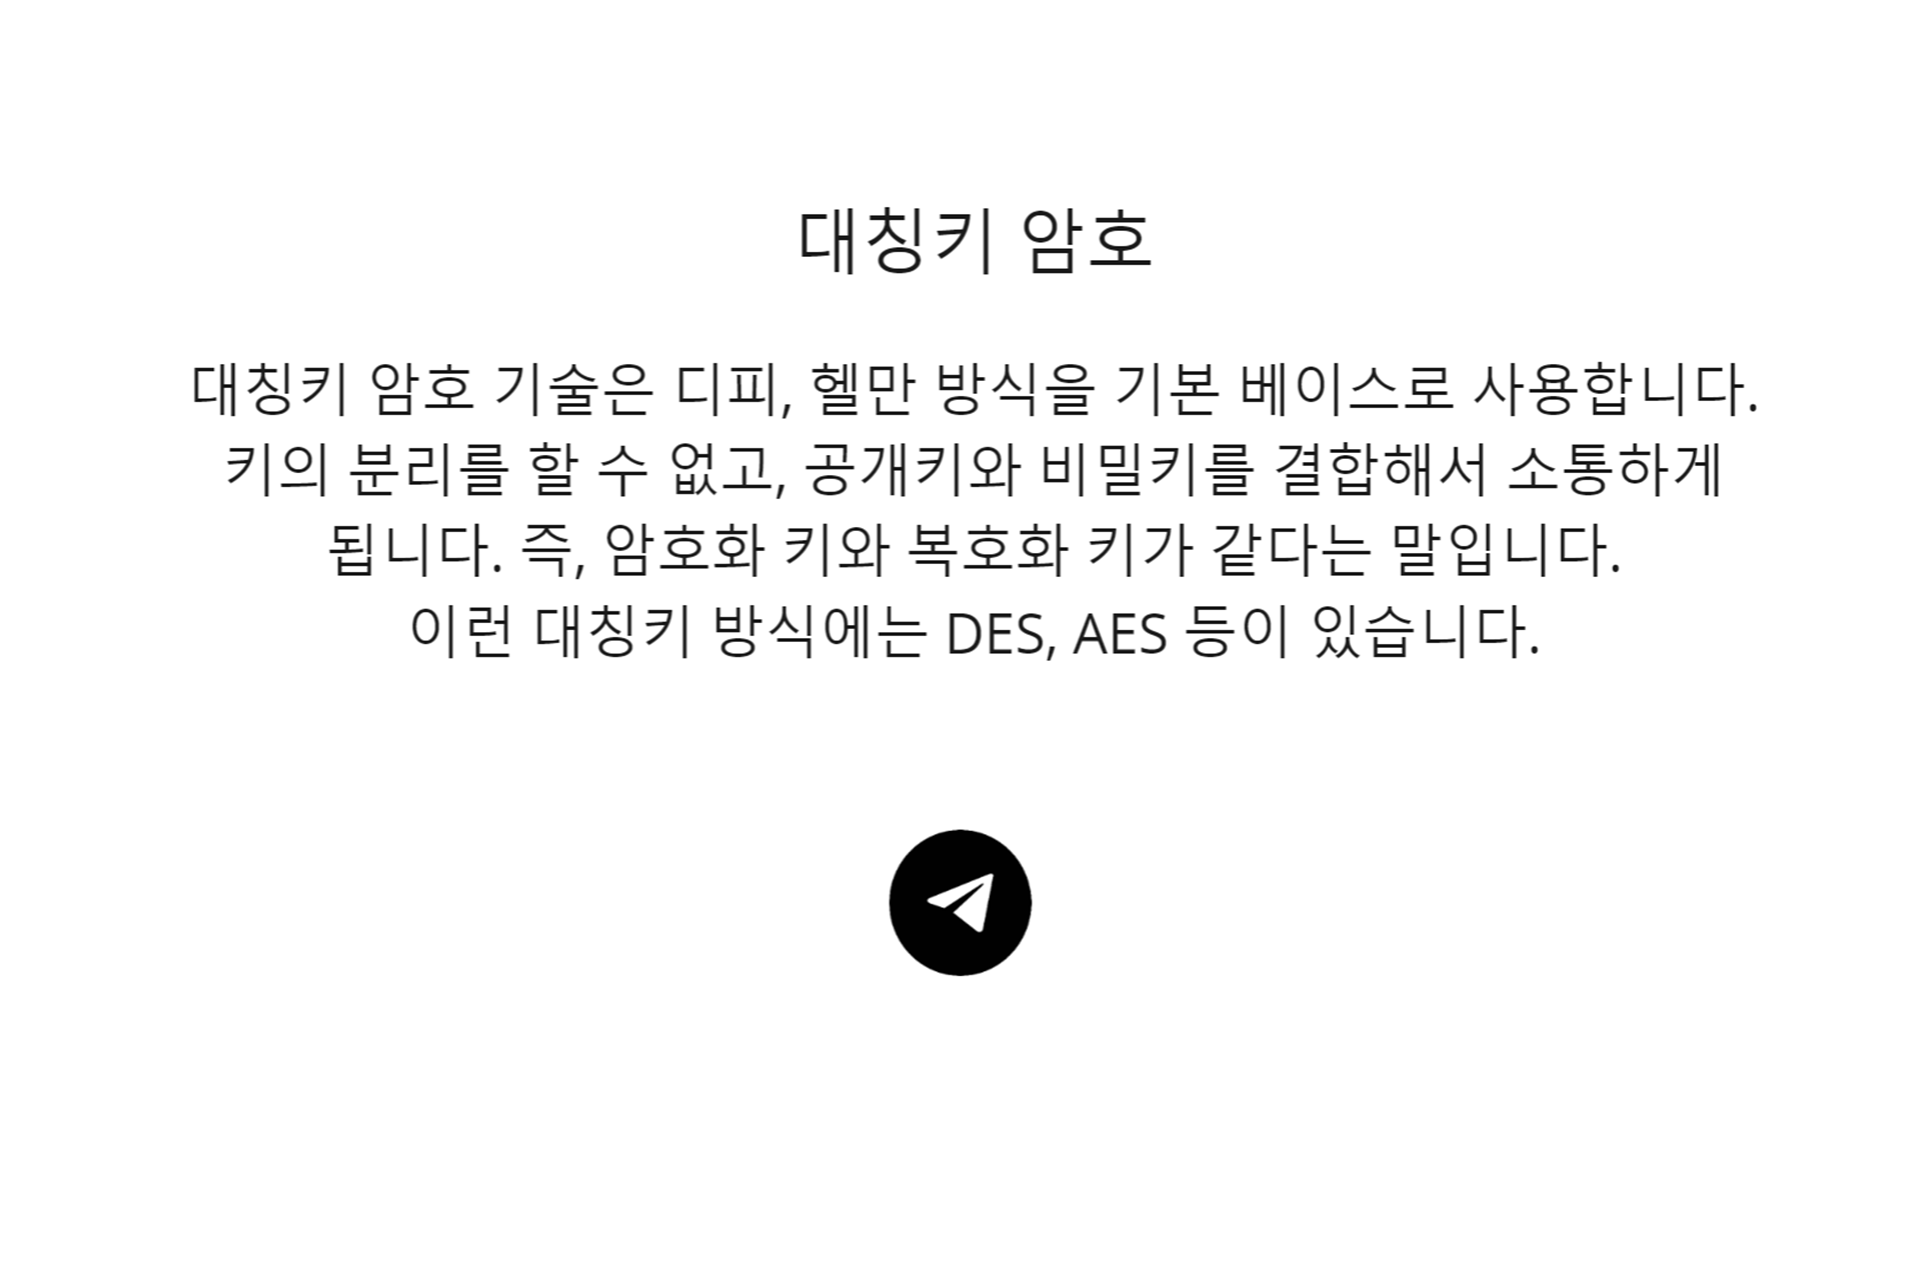 대칭키 암호
대칭키 암호 기술은 디피, 헬만 방식을 기본 베이스로 사용합니다.
키의 분리를 할 수 없고, 공개키와 비밀키를 결합해서 소통하게
됩니다. 즉, 암호화 키와 복호화 키가 같다는 말입니다.
이런 대칭키 방식에는 DES, AES 등이 있습니다.